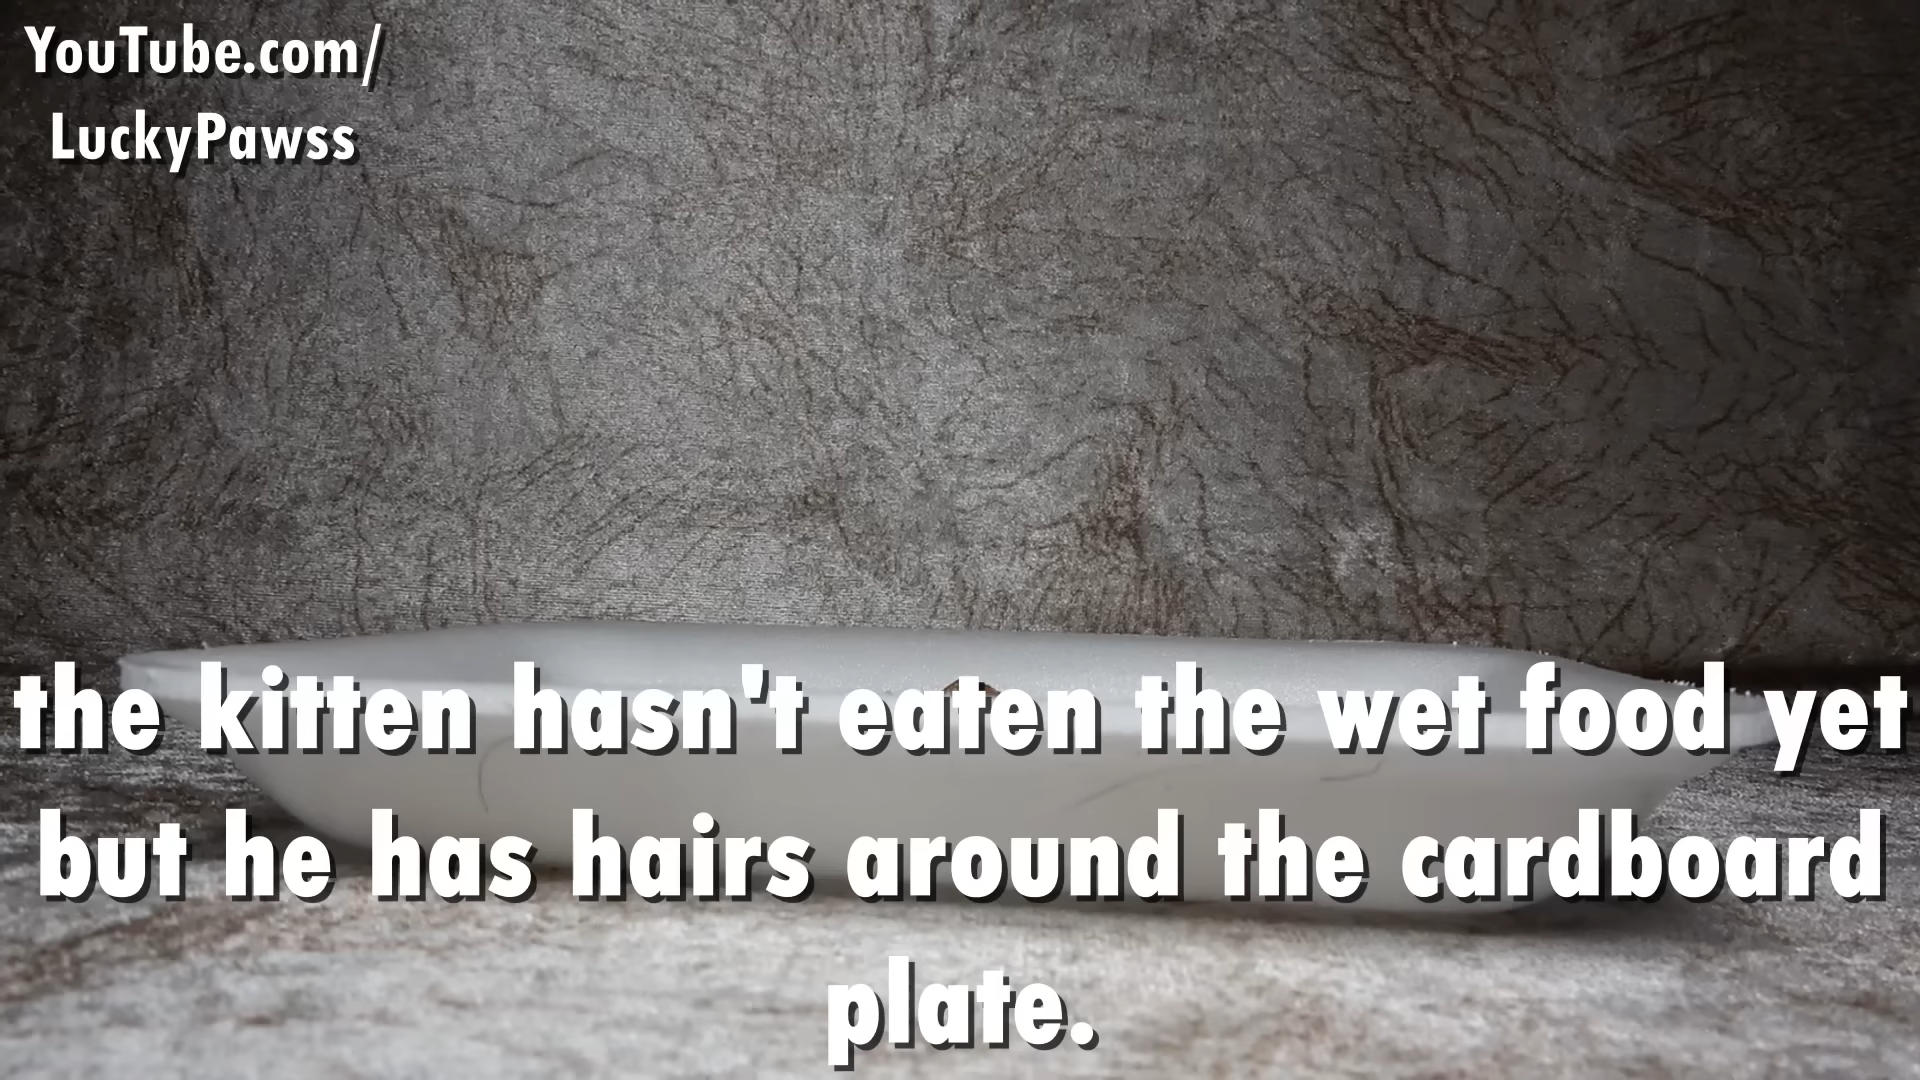 YouTube.com/
LuckyPawss
the kitten hasn't eaten the wet food yet
but he has hairs around the cardboard
plate.